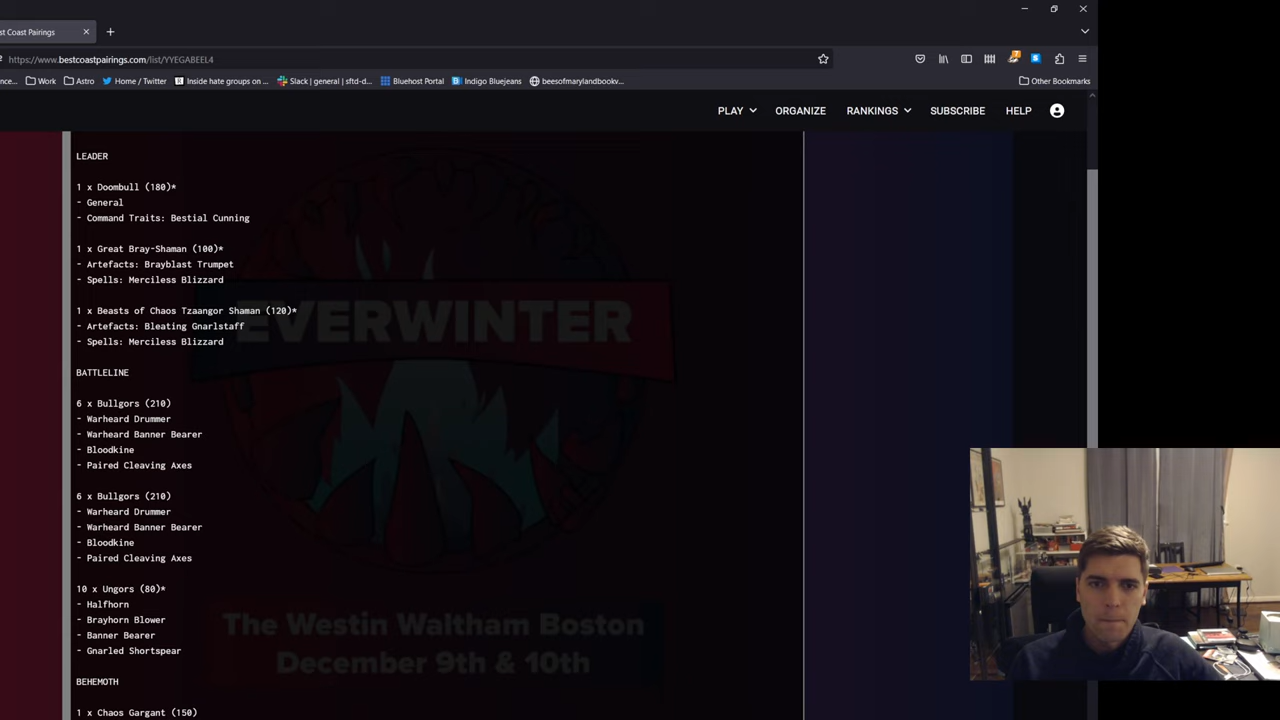 st Coast Pairings
https://www.bestcoastpairings.com/list/YYEGABEEL4
nce... Work Astro Home / Twitter Inside hate groups on ... Slack | general | sftd-d... Bluehost Portal Indigo Bluejeans beesofmarylandbookv... Other Bookmarks
PLAY ORGANIZE RANKINGS SUBSCRIBE HELP
LEADER
1 x Doombull (180)*
- General
- Command Traits: Bestial Cunning
1 x Great Bray-Shaman (100)*
- Artefacts: Brayblast Trumpet
- Spells: Merciless Blizzard
1 x Beasts of Chaos Tzaangor Shaman (120)*
- Artefacts: Bleating Gnarlstaff
- Spells: Merciless Blizzard
EVERWINTER
BATTLELINE
6 x Bullgors (210)
- Warheard Drummer
- Warheard Banner Bearer
- Bloodkine
- Paired Cleaving Axes
6 x Bullgors (210)
- Warheard Drummer
- Warheard Banner Bearer
- Bloodkine
- Paired Cleaving Axes
10 x Ungors (80)*
- Halfhorn
- Brayhorn Blower
- Banner Bearer
- Gnarled Shortspear
The Westin Waltham Boston
December 9th & 10th
BEHEMOTH
1 x Chaos Gargant (150)